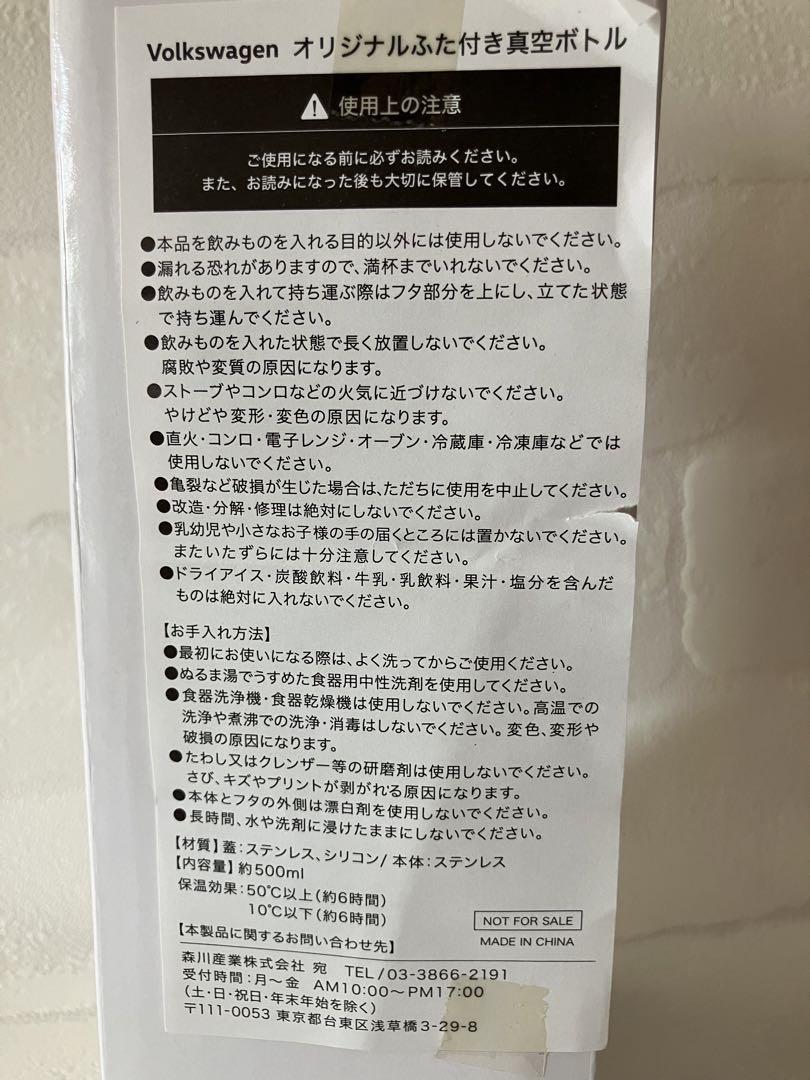 Volkswagen オリジナルふた付き真空ボトル
使用上の注意
ご使用になる前に必ずお読みください。
また、お読みになった後も大切に保管してください。
●本品を飲みものを入れる目的以外には使用しないでください。
●漏れる恐れがありますので、満杯までいれないでください。
●飲みものを入れて持ち運ぶ際はフタ部分を上にし、立てた状態
で持ち運んでください。
●飲みものを入れた状態で長く放置しないでください。
腐敗や変質の原因になります。
●ストーブやコンロなどの火気に近づけないでください。
やけどや変形・変色の原因になります。
●直火・コンロ・電子レンジ・オーブン・冷蔵庫・冷凍庫などでは
使用しないでください。
●亀裂など破損が生じた場合は、ただちに使用を中止してください。
●改造・分解・修理は絶対にしないでください。
●乳幼児や小さなお子様の手の届くところには置かないでください。
またいたずらには十分注意してください。
●ドライアイス・炭酸飲料・牛乳・乳飲料・果汁・塩分を含んだ
ものは絶対に入れないでください。
【お手入れ方法】
●最初にお使いになる際は、よく洗ってからご使用ください。
●ぬるま湯でうすめた食器用中性洗剤を使用してください。
●食器洗浄機・食器乾燥機は使用しないでください。高温での
洗浄や煮沸での洗浄・消毒はしないでください。変色、変形や
破損の原因になります。
●たわし又はクレンザー等の研磨剤は使用しないでください。
さび、キズやプリントが剥がれる原因になります。
●本体とフタの外側は漂白剤を使用しないでください。
●長時間、水や洗剤に浸けたままにしないでください。
【材質】蓋：ステンレス、シリコン/ 本体：ステンレス
【内容量】約500ml
保温効果：50℃以上（約6時間）
10℃以下（約6時間）
NOT FOR SALE
MADE IN CHINA
【本製品に関するお問い合わせ先】
森川産業株式会社 宛 TEL/03-3866-2191
受付時間：月〜金 AM10:00〜PM17:00
（土・日・祝日・年末年始を除く）
〒111-0053 東京都台東区浅草橋3-29-8